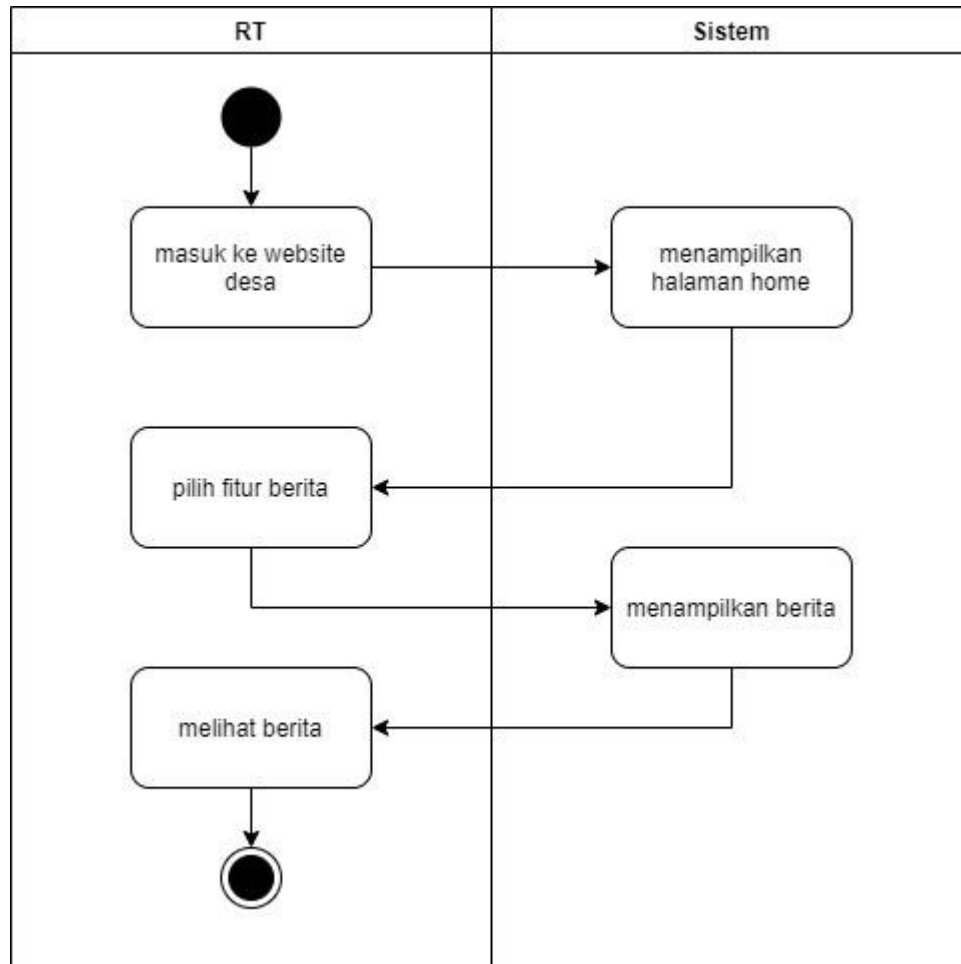 RT
Sistem
masuk ke website
desa
menampilkan
halaman home
pilih fitur berita
menampilkan berita
melihat berita